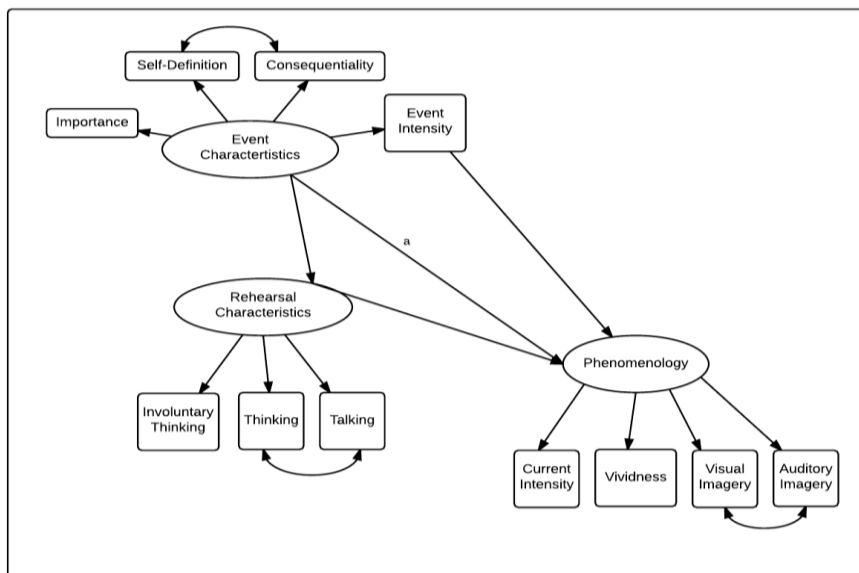 Self-Definition
Consequentiality
Importance
Event
Charactertistics
Event
Intensity
a
Rehearsal
Characteristics
Phenomenology
Involuntary
Thinking
Thinking
Talking
Current
Intensity
Vividness
Visual
Imagery
Auditory
Imagery